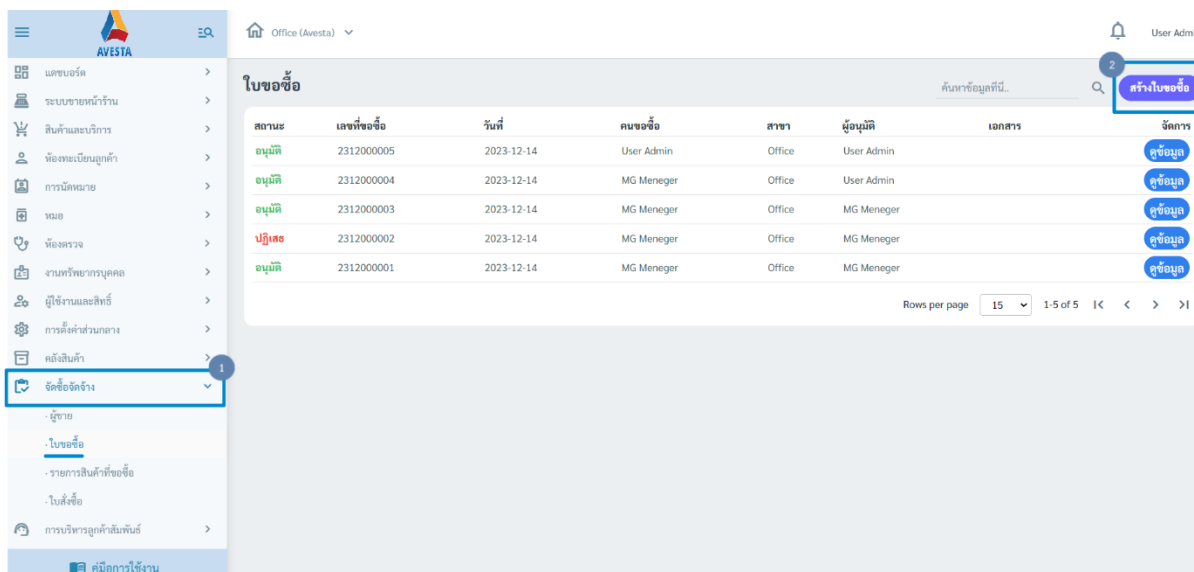 AVESTA
Office (Avesta)
User Admi
แดชบอร์ด
ระบบขายหน้าร้าน
สินค้าและบริการ
ห้องทะเบียนลูกค้า
การนัดหมาย
หมอ
ห้องตรวจ
งานทรัพยากรบุคคล
ผู้ใช้งานและสิทธิ์
การตั้งค่าส่วนกลาง
คลังสินค้า
1
จัดซื้อจัดจ้าง
· ผู้ขาย
· ใบขอซื้อ
· รายการสินค้าที่ขอซื้อ
· ใบสั่งซื้อ
การบริหารลูกค้าสัมพันธ์
คู่มือการใช้งาน
ใบขอซื้อ
ค้นหาข้อมูลที่นี่..
2
สร้างใบขอซื้อ
สถานะ เลขที่ขอซื้อ วันที่ คนขอซื้อ สาขา ผู้อนุมัติ เอกสาร จัดการ
อนุมัติ 2312000005 2023-12-14 User Admin Office User Admin ดูข้อมูล
อนุมัติ 2312000004 2023-12-14 MG Meneger Office User Admin ดูข้อมูล
อนุมัติ 2312000003 2023-12-14 MG Meneger Office MG Meneger ดูข้อมูล
ปฏิเสธ 2312000002 2023-12-14 MG Meneger Office MG Meneger ดูข้อมูล
อนุมัติ 2312000001 2023-12-14 MG Meneger Office MG Meneger ดูข้อมูล
Rows per page 15 1-5 of 5